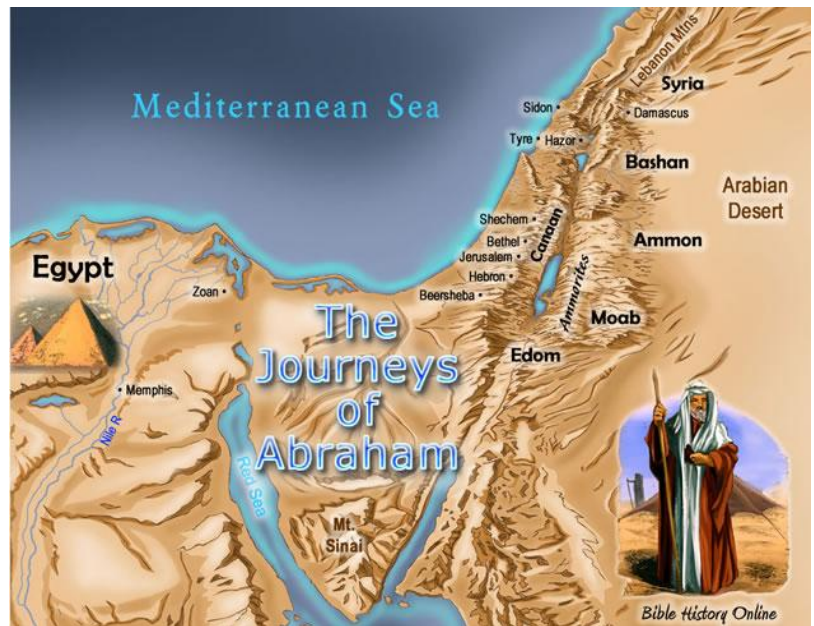 Mediterranean Sea
Lebanon Mtns
Syria
Sidon
Damascus
Tyre
Hazor
Bashan
Arabian
Desert
Shechem
Canaan
Bethel
Ammon
Jerusalem
Hebron
Beersheba
Ammorites
Moab
Edom
Egypt
Zoan
Memphis
Nile R
The
Journeys
of
Abraham
Red Sea
Mt.
Sinai
Bible History Online